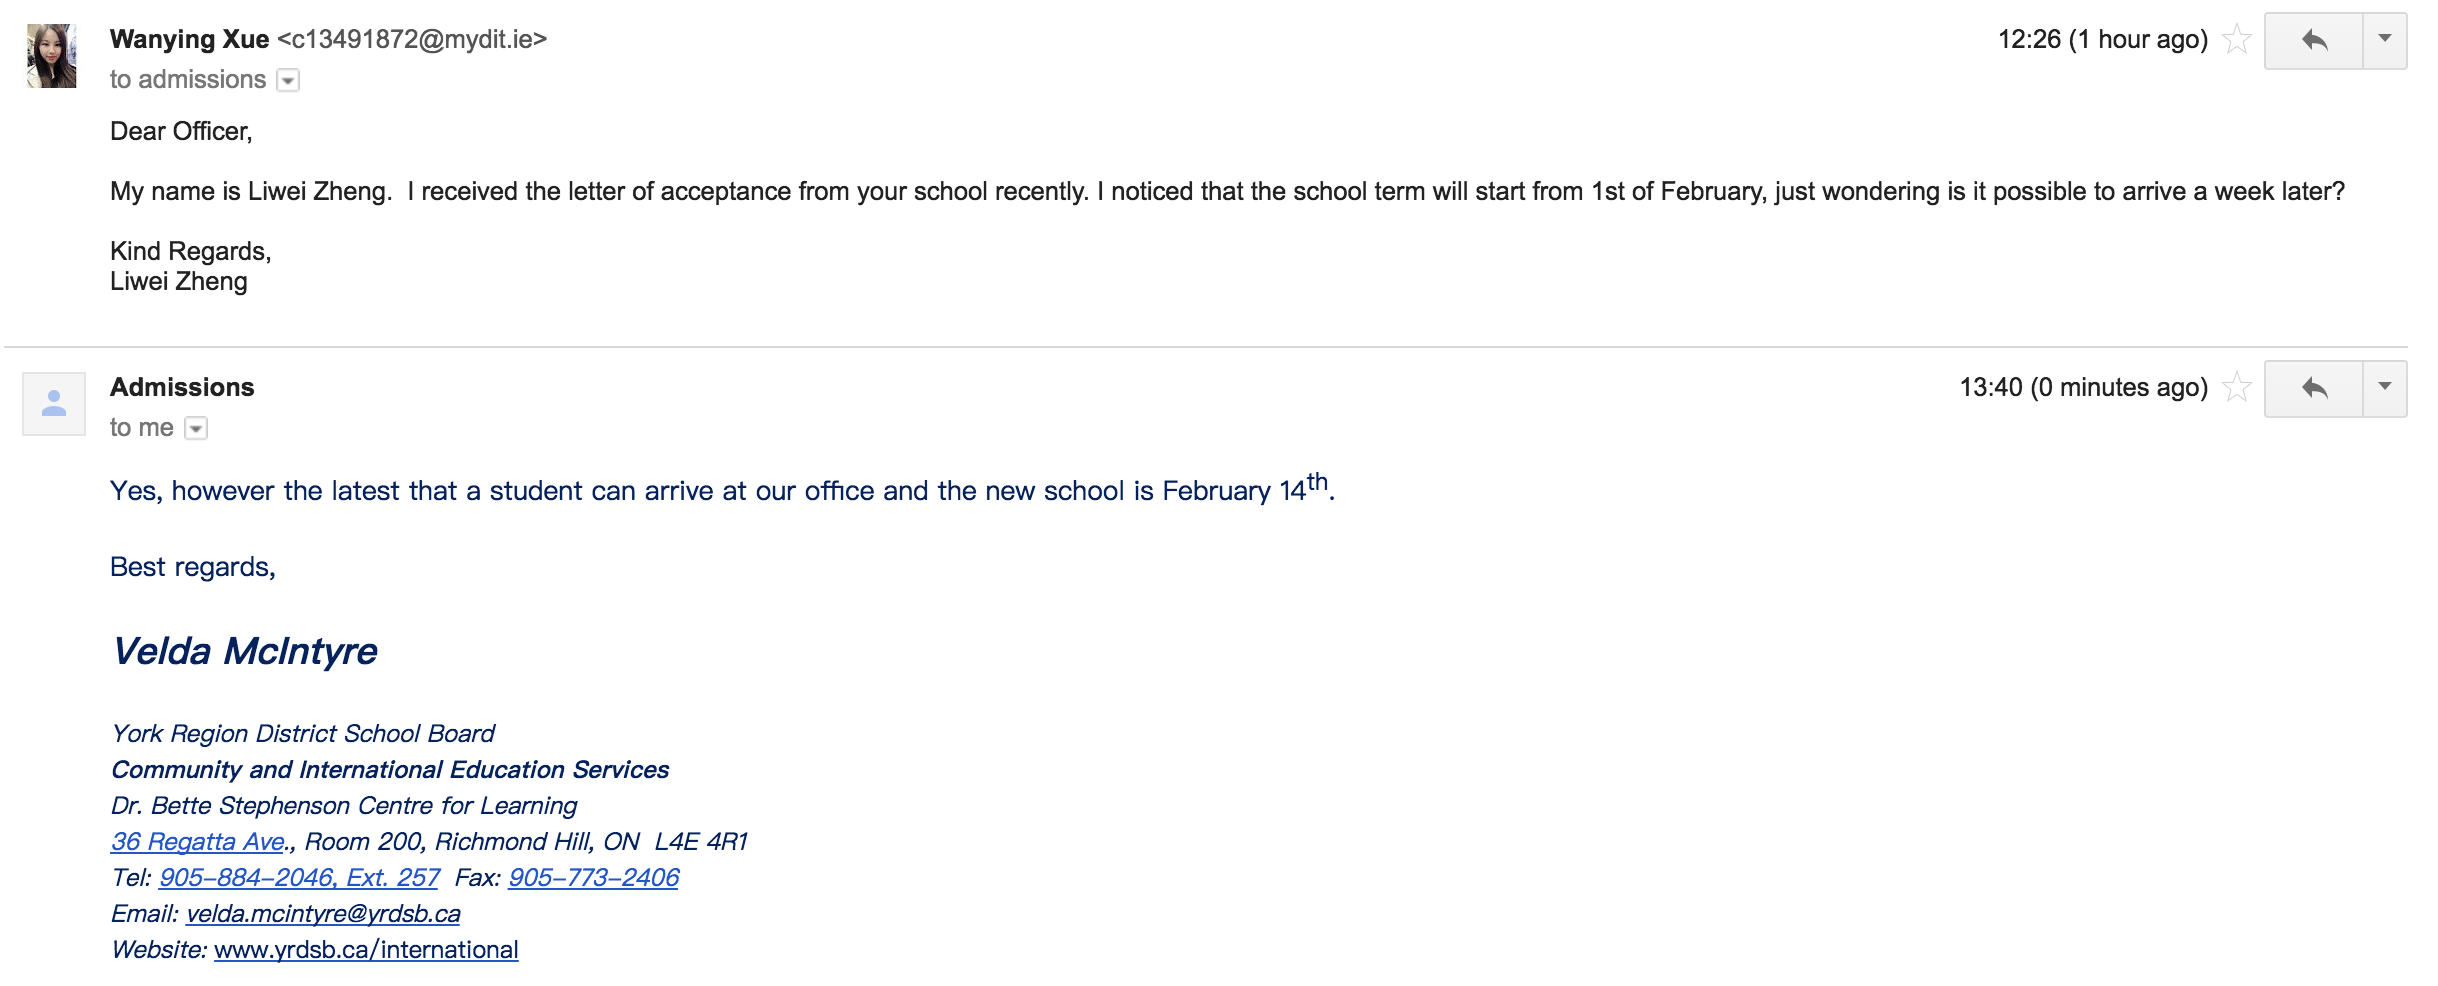 Wanying Xue <c13491872@mydit.ie> 12:26 (1 hour ago)
to admissions
Dear Officer,
My name is Liwei Zheng.  I received the letter of acceptance from your school recently. I noticed that the school term will start from 1st of February, just wondering is it possible to arrive a week later?
Kind Regards,
Liwei Zheng
Admissions 13:40 (0 minutes ago)
to me
Yes, however the latest that a student can arrive at our office and the new school is February 14th.
Best regards,
Velda McIntyre
York Region District School Board
Community and International Education Services
Dr. Bette Stephenson Centre for Learning
36 Regatta Ave., Room 200, Richmond Hill, ON  L4E 4R1
Tel: 905-884-2046, Ext. 257  Fax: 905-773-2406
Email: velda.mcintyre@yrdsb.ca
Website: www.yrdsb.ca/international